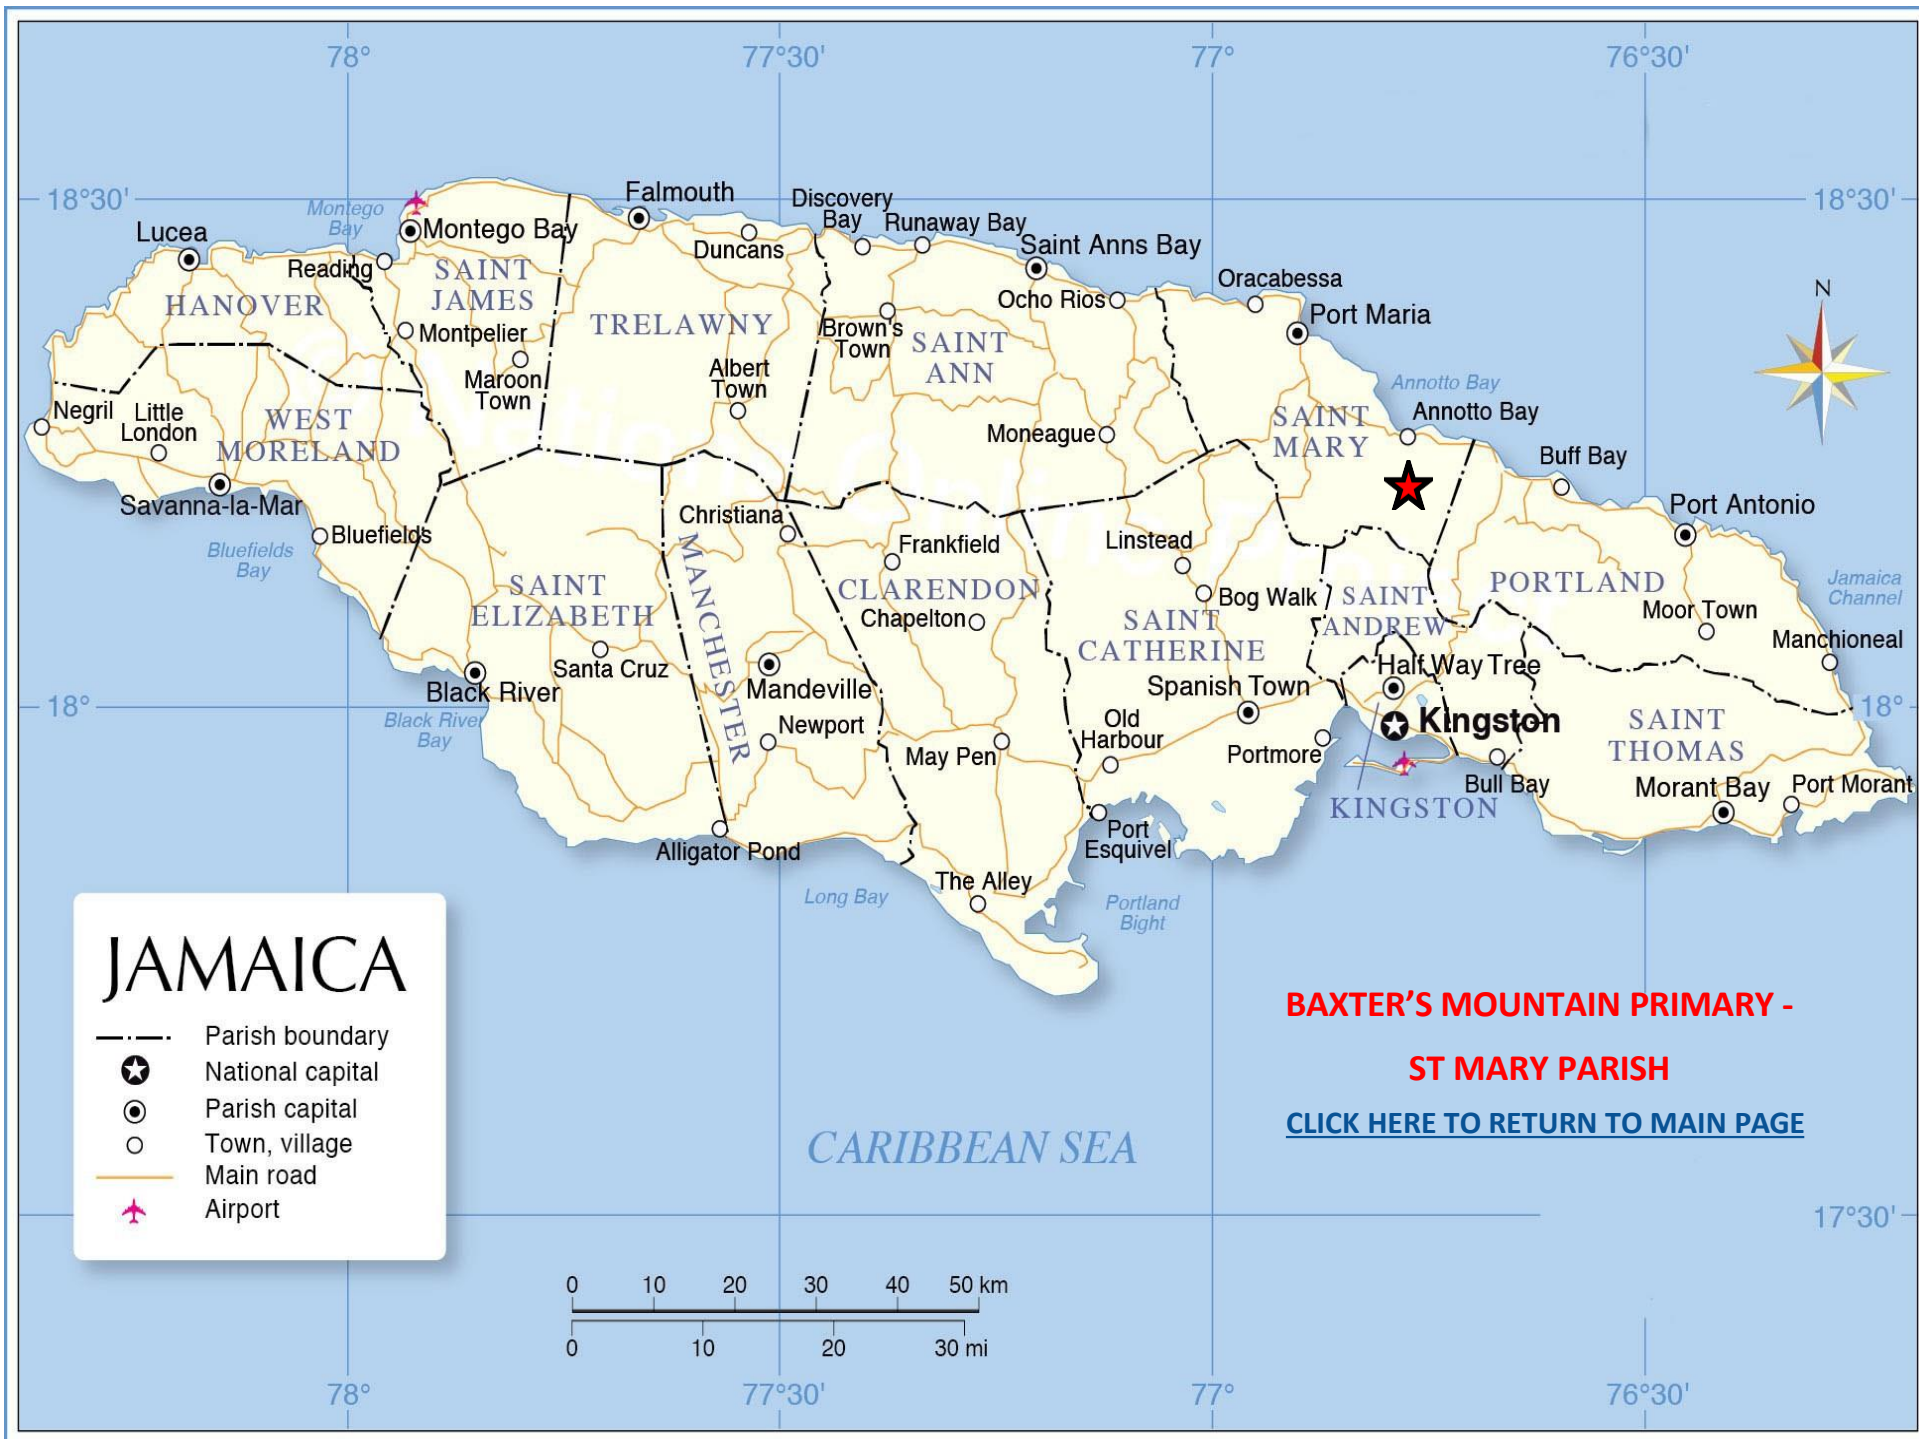 78°
77°30'
77°
76°30'
18°30'
18°30'
Falmouth
Discovery
Bay
Runaway Bay
Montego
Bay
Lucea
Montego Bay
Duncans
Saint Anns Bay
Reading
SAINT
JAMES
Oracabessa
Ocho Rios
HANOVER
Port Maria
N
Montpelier
TRELAWNY
Brown's
Town
SAINT
ANN
Maroon
Town
Albert
Town
Annotto Bay
Negril
Little
London
WEST
MORELAND
Moneague
SAINT
MARY
Annotto Bay
Buff Bay
Savanna-la-Mar
Christiana
Port Antonio
Bluefields
Bluefields
Bay
Frankfield
Linstead
MANCHESTER
SAINT
ELIZABETH
CLARENDON
Chapelton
Bog Walk
SAINT
ANDREW
PORTLAND
Jamaica
Channel
Moor Town
SAINT
CATHERINE
Manchioneal
Santa Cruz
Half Way Tree
Black River
Mandeville
Spanish Town
18°
18°
Black River
Bay
Newport
Old
Harbour
Kingston
SAINT
THOMAS
May Pen
Portmore
Bull Bay
Morant Bay
Port Morant
KINGSTON
Alligator Pond
Port
Esquivel
The Alley
Long Bay
Portland
Bight
JAMAICA
Parish boundary
National capital
Parish capital
Town, village
Main road
Airport
BAXTER’S MOUNTAIN PRIMARY -
ST MARY PARISH
CLICK HERE TO RETURN TO MAIN PAGE
CARIBBEAN SEA
17°30'
0 10 20 30 40 50 km
0 10 20 30 mi
78°
77°30'
77°
76°30'